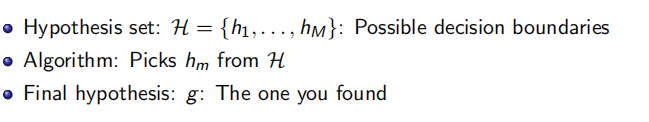 Hypothesis set: ℋ = {h₁, . . . , h_M}: Possible decision boundaries
Algorithm: Picks h_m from ℋ
Final hypothesis: g: The one you found